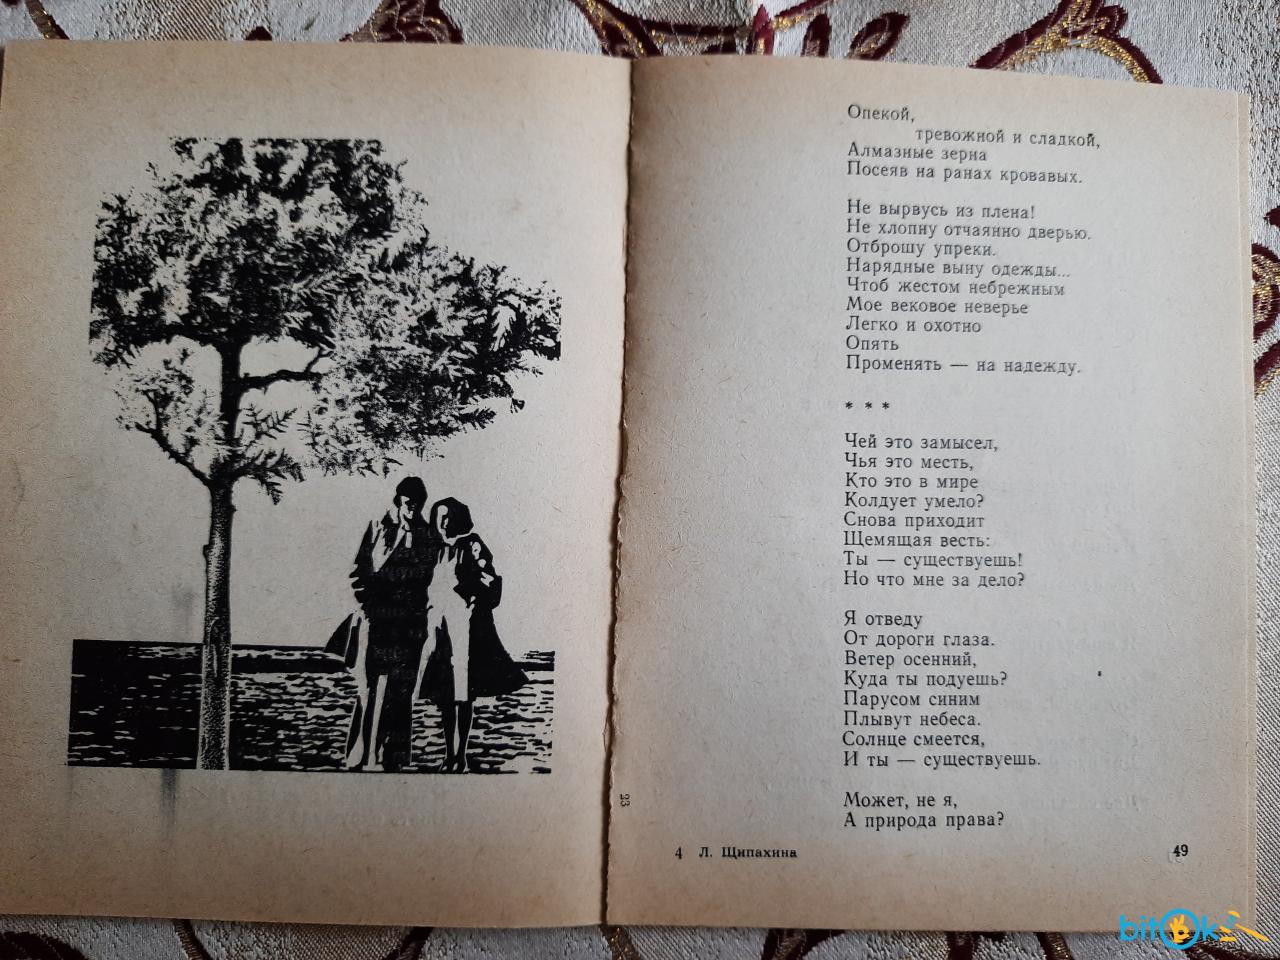 Опекой,
тревожной и сладкой,
Алмазные зерна
Посеяв на ранах кровавых.
Не вырвусь из плена!
Не хлопну отчаянно дверью.
Отброшу упреки.
Нарядные выну одежды...
Чтоб жестом небрежным
Мое вековое неверье
Легко и охотно
Опять
Променять — на надежду.
* * *
Чей это замысел,
Чья это месть,
Кто это в мире
Колдует умело?
Снова приходит
Щемящая весть:
Ты — существуешь!
Но что мне за дело?
Я отведу
От дороги глаза.
Ветер осенний,
Куда ты подуешь?
Парусом синим
Плывут небеса.
Солнце смеется,
И ты — существуешь.
Может, не я,
А природа права?
23
4 Л. Щипахина
49
bitOk